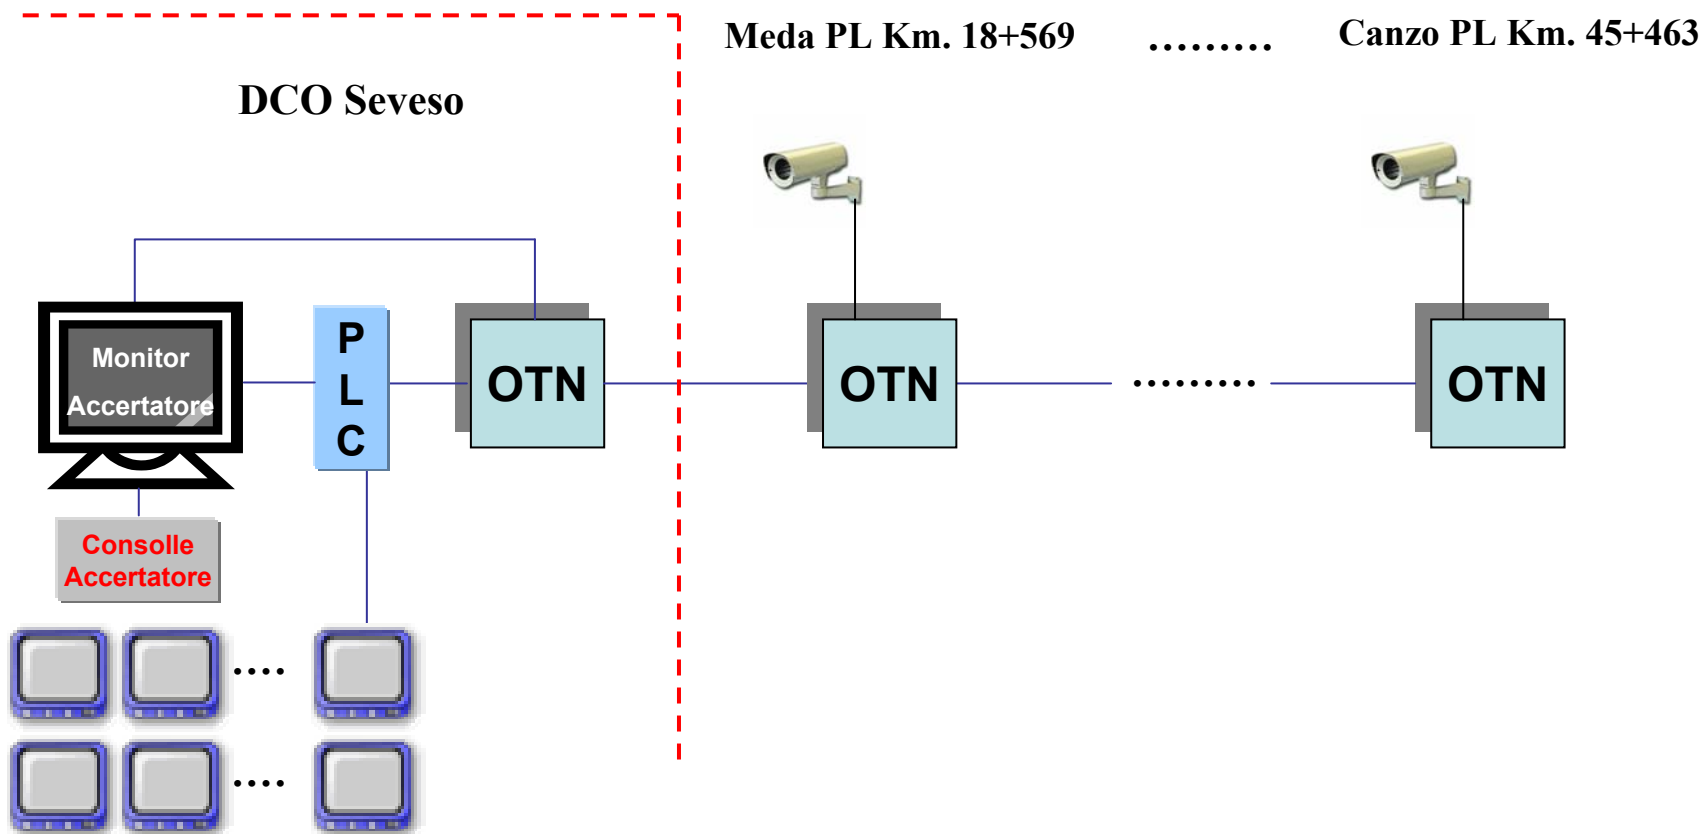 Meda PL Km. 18+569 ......... Canzo PL Km. 45+463
DCO Seveso
Monitor
Accertatore
P
L
C
OTN
OTN
.........
OTN
Consolle
Accertatore
....
....